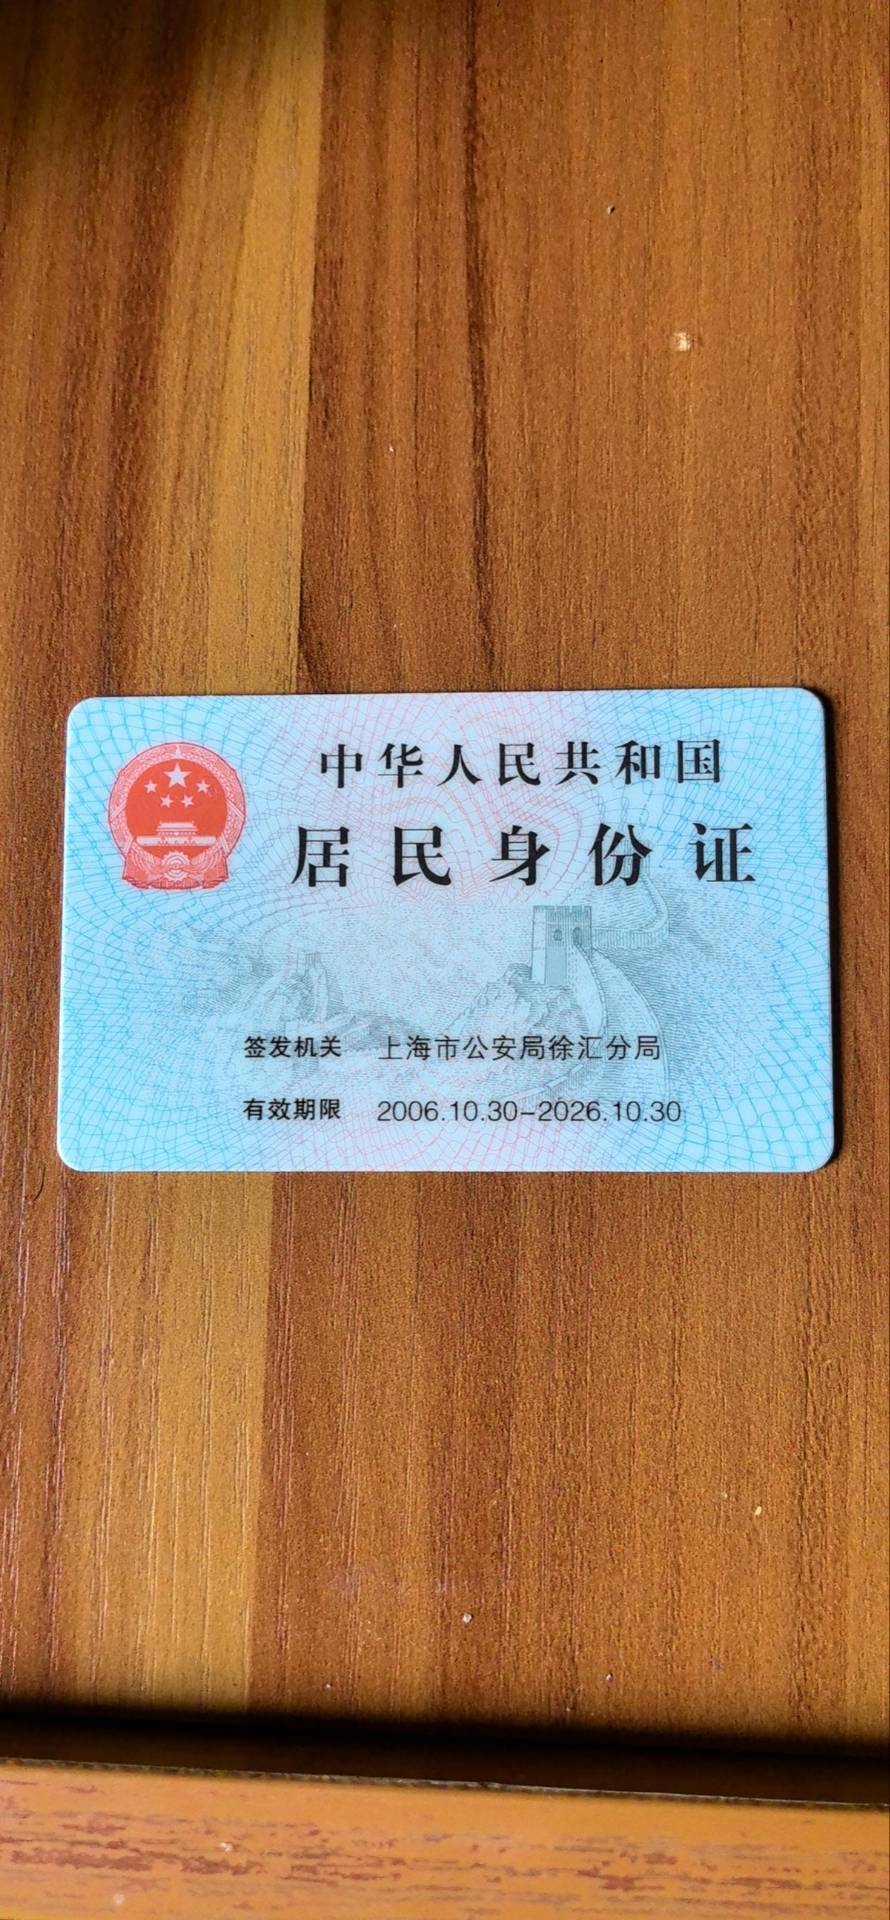 中华人民共和国
居民身份证
签发机关 上海市公安局徐汇分局
有效期限 2006.10.30-2026.10.30